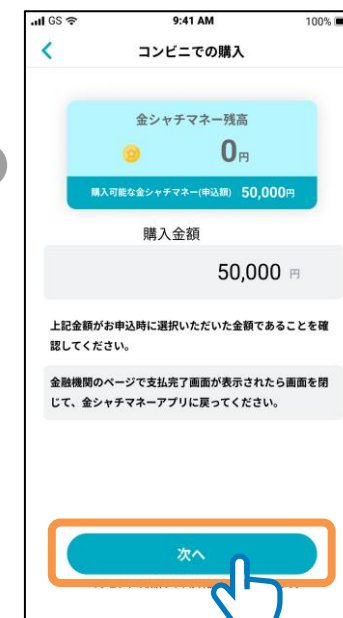 GS 9:41 AM 100%
コンビニでの購入
金シャチマネー残高
0円
購入可能な金シャチマネー(申込額) 50,000円
購入金額
50,000 円
上記金額がお申込時に選択いただいた金額であることを確
認してください。
金融機関のページで支払完了画面が表示されたら画面を閉
じて、金シャチマネーアプリに戻ってください。
次へ